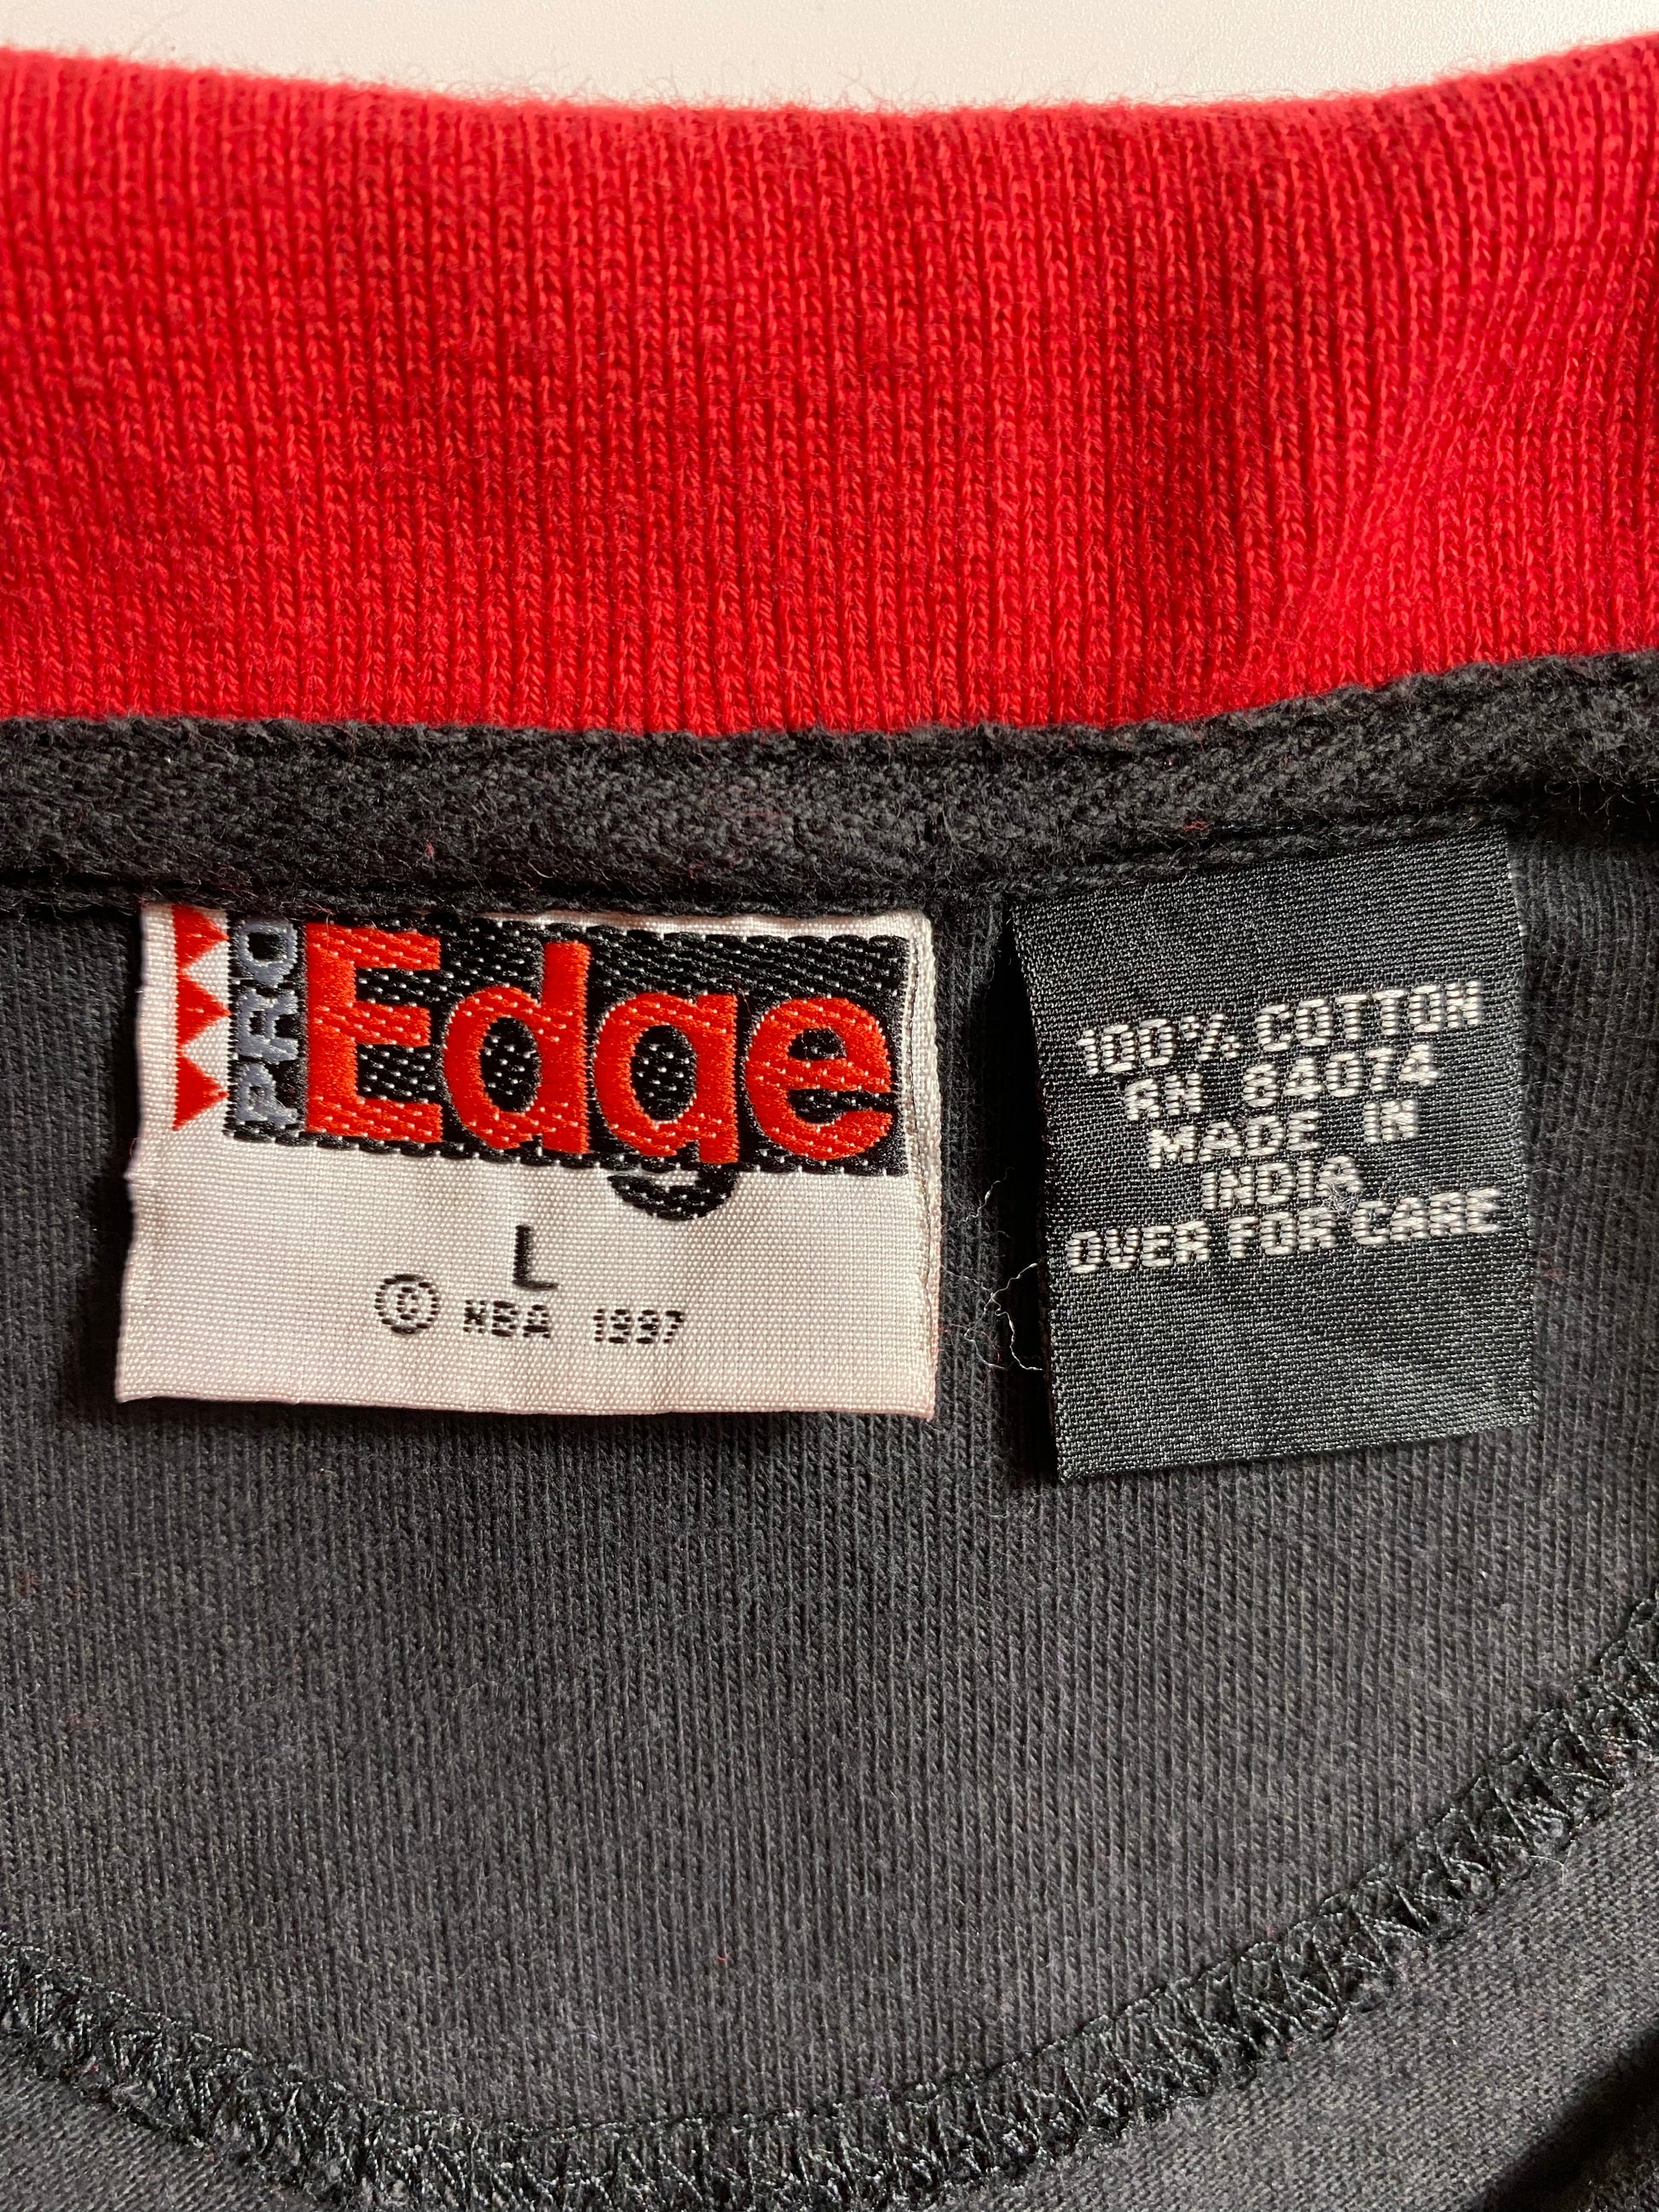 PRO Edge
L
© NBA 1997
100% COTTON
RN 84074
MADE IN
INDIA
OVER FOR CARE